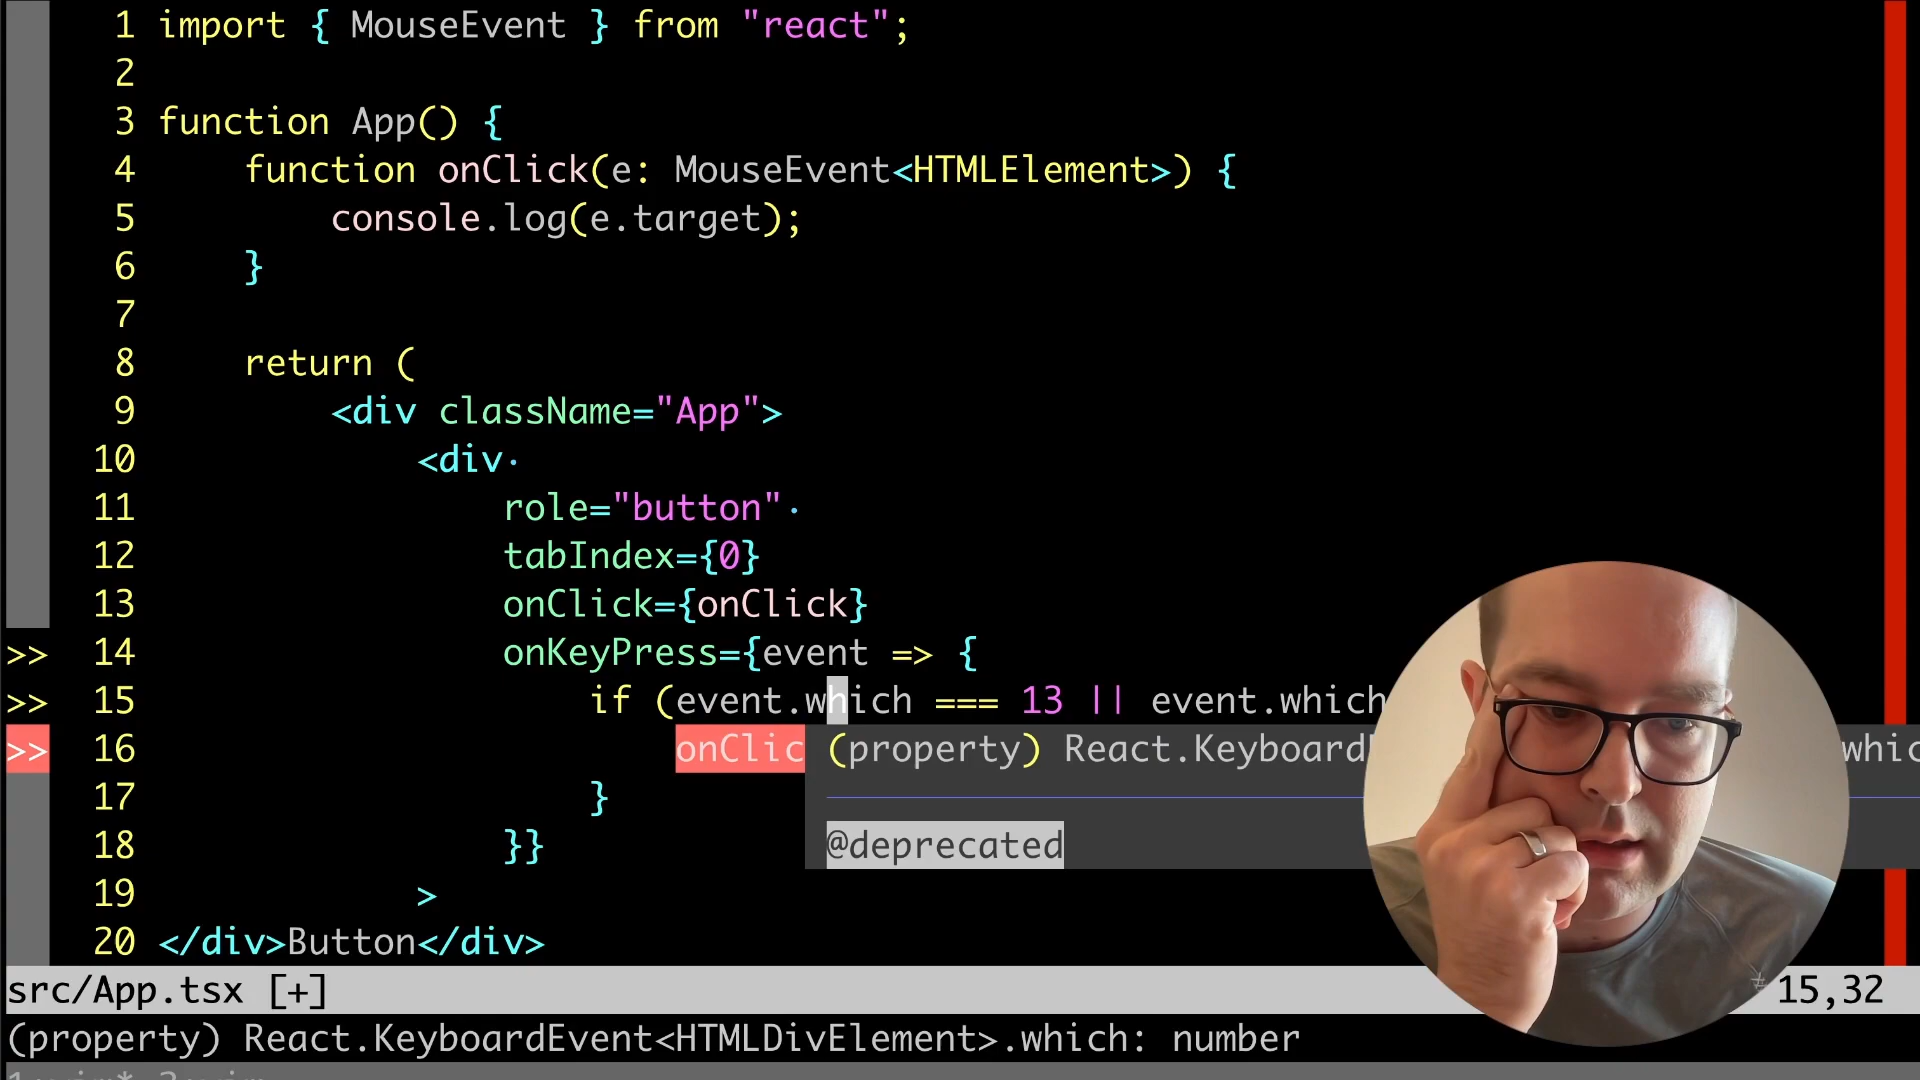 1 import { MouseEvent } from "react";
2
3 function App() {
4 function onClick(e: MouseEvent<HTMLElement>) {
5 console.log(e.target);
6 }
7
8 return (
9 <div className="App">
10 <div·
11 role="button"·
12 tabIndex={0}
13 onClick={onClick}
>> 14 onKeyPress={event => {
>> 15 if (event.which === 13 || event.which
>> 16 onClic (property) React.Keyboard whic
17 }
18 }} @deprecated
19 >
20 </div>Button</div>
src/App.tsx [+] 15,32
(property) React.KeyboardEvent<HTMLDivElement>.which: number